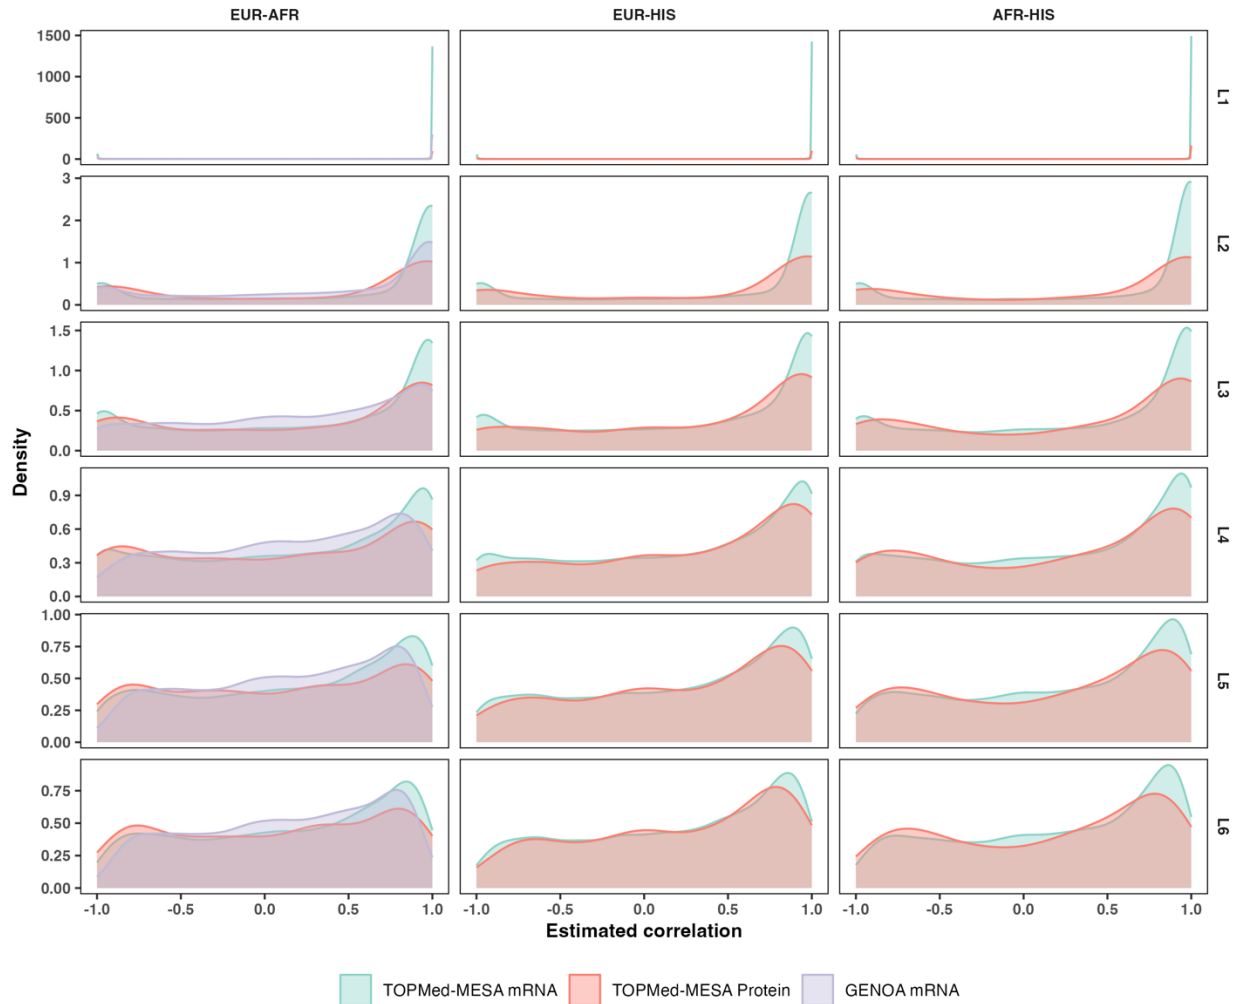 EUR-AFR EUR-HIS AFR-HIS
1500
1000
500
0
L1
3
2
1
0
L2
1.5
1.0
0.5
0.0
L3
Density
0.9
0.6
0.3
0.0
L4
1.00
0.75
0.50
0.25
0.00
L5
0.75
0.50
0.25
0.00
L6
-1.0 -0.5 0.0 0.5 1.0 -1.0 -0.5 0.0 0.5 1.0 -1.0 -0.5 0.0 0.5 1.0
Estimated correlation
TOPMed-MESA mRNA TOPMed-MESA Protein GENOA mRNA